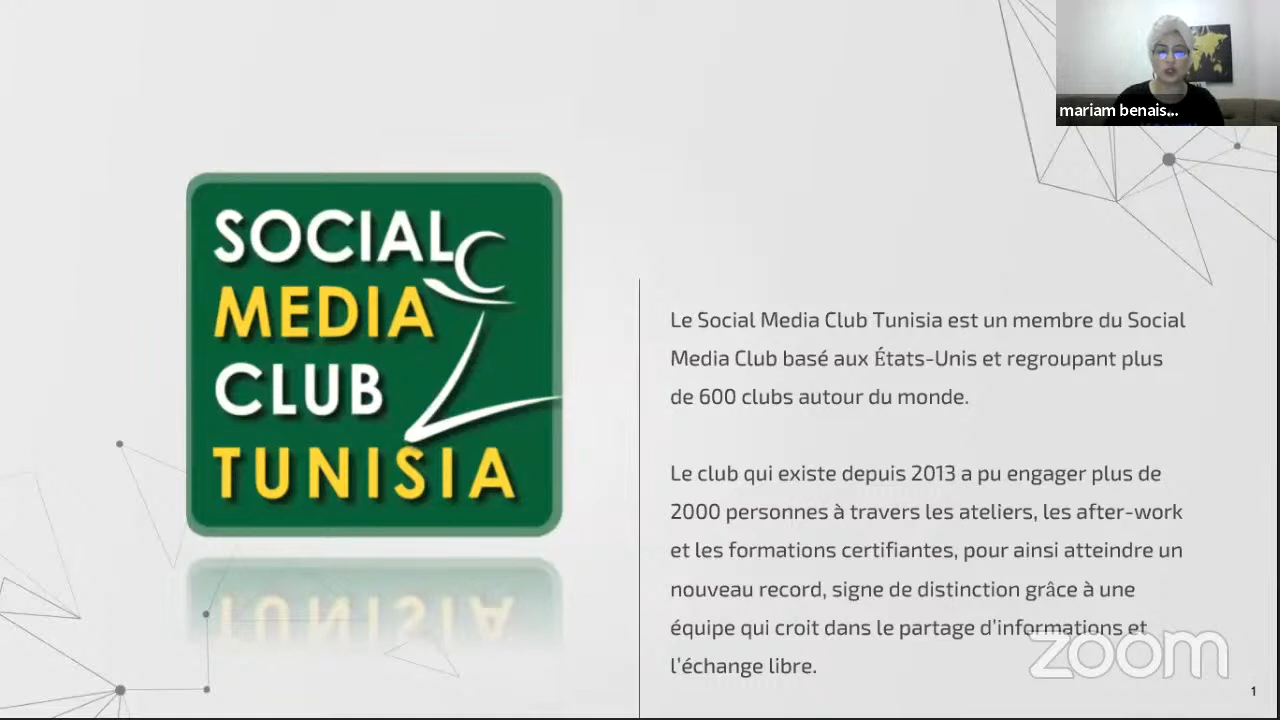 mariam benais...
SOCIAL
MEDIA
CLUB
TUNISIA
Le Social Media Club Tunisia est un membre du Social
Media Club basé aux États-Unis et regroupant plus
de 600 clubs autour du monde.
Le club qui existe depuis 2013 a pu engager plus de
2000 personnes à travers les ateliers, les after-work
et les formations certifiantes, pour ainsi atteindre un
nouveau record, signe de distinction grâce à une
équipe qui croit dans le partage d'informations et
l'échange libre.
zoom
1